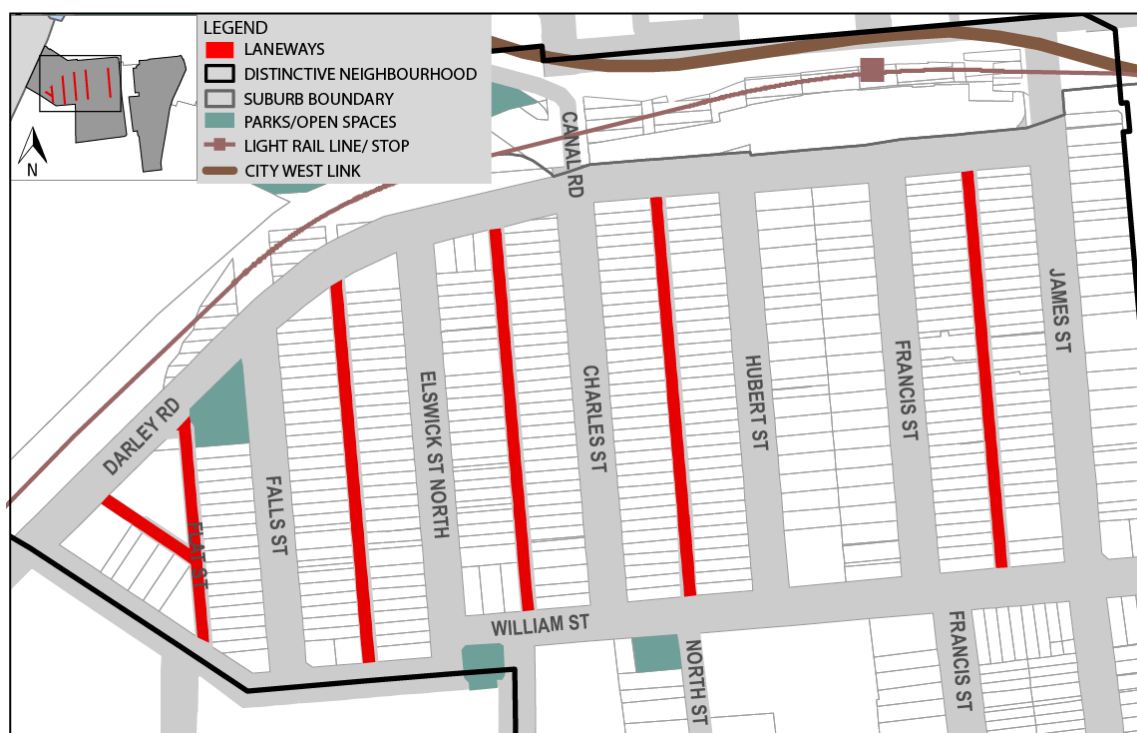 LEGEND
LANEWAYS
DISTINCTIVE NEIGHBOURHOOD
SUBURB BOUNDARY
PARKS/OPEN SPACES
LIGHT RAIL LINE/ STOP
CITY WEST LINK
N
CANAL RD
DARLEY RD
FLAT ST
FALLS ST
ELSWICK ST NORTH
CHARLES ST
HUBERT ST
FRANCIS ST
JAMES ST
WILLIAM ST
NORTH ST
FRANCIS ST